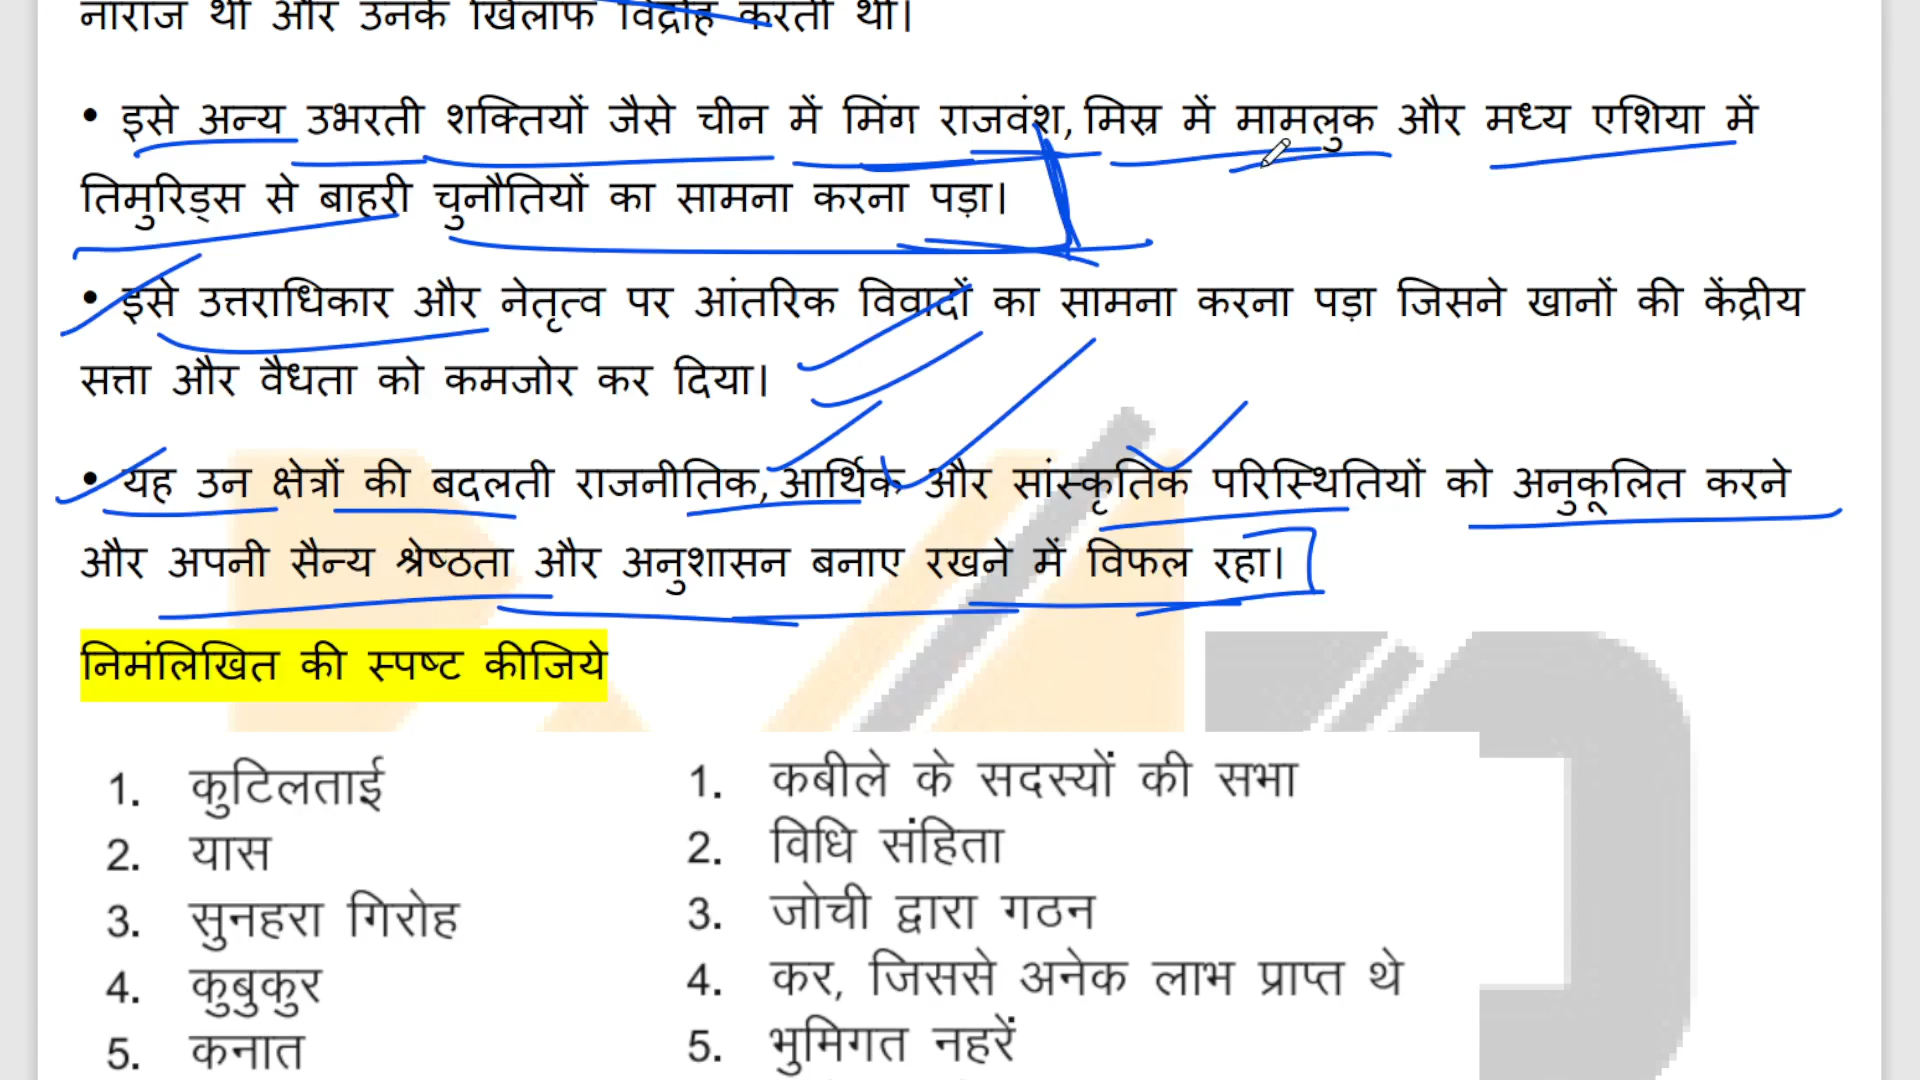 नाराज थी और उनके खिलाफ विद्रोह करती थी।
• इसे अन्य उभरती शक्तियों जैसे चीन में मिंग राजवंश, मिस्र में मामलुक और मध्य एशिया में
तिमुरिड्स से बाहरी चुनौतियों का सामना करना पड़ा।
• इसे उत्तराधिकार और नेतृत्व पर आंतरिक विवादों का सामना करना पड़ा जिसने खानों की केंद्रीय
सत्ता और वैधता को कमजोर कर दिया।
• यह उन क्षेत्रों की बदलती राजनीतिक, आर्थिक और सांस्कृतिक परिस्थितियों को अनुकूलित करने
और अपनी सैन्य श्रेष्ठता और अनुशासन बनाए रखने में विफल रहा।
निमंलिखित की स्पष्ट कीजिये
1. कुटिलताई 1. कबीले के सदस्यों की सभा
2. यास 2. विधि संहिता
3. सुनहरा गिरोह 3. जोची द्वारा गठन
4. कुबुकुर 4. कर, जिससे अनेक लाभ प्राप्त थे
5. कनात 5. भुमिगत नहरें